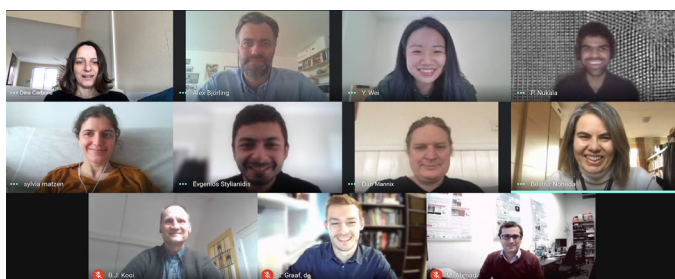 Dina Carbone
Alex Björling
Y. Wei
P. Nukala
sylvia matzen
Evgenios Stylianidis
Dan Mannix
Beatriz Noheda
B.J. Kooi
Graaf, de